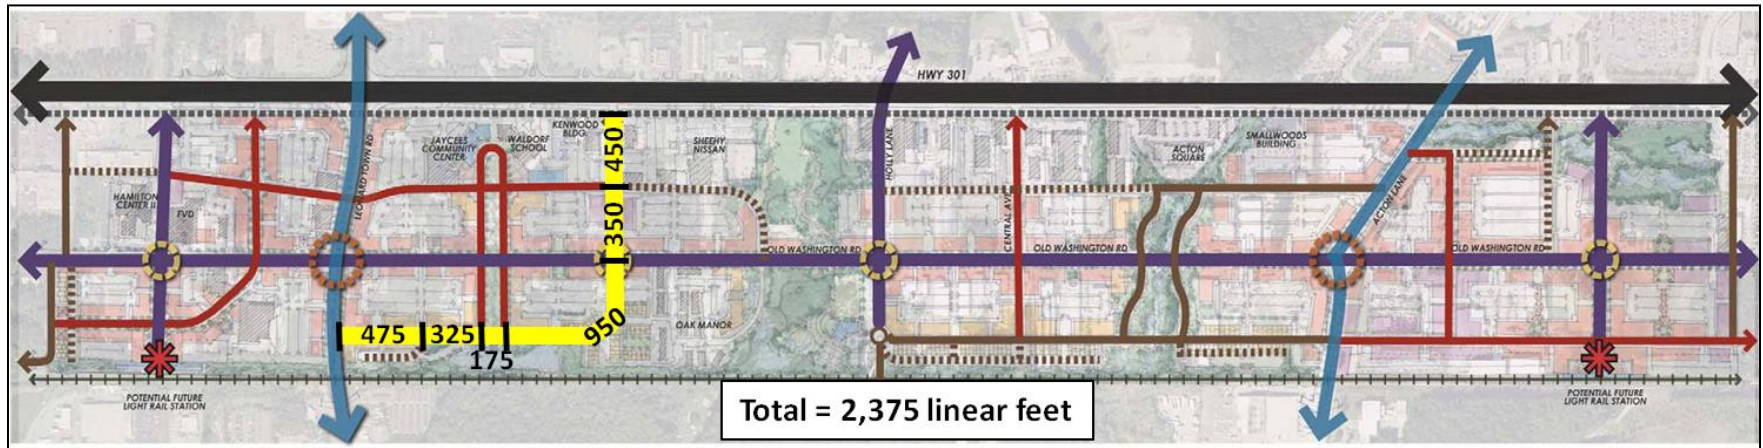 HWY 301
LEONARDTOWN RD
JAYCEES
COMMUNITY
CENTER
WALDORF
SCHOOL
KENWOOD
BLDG.
450
SHEEHY
NISSAN
HOLLY LANE
ACTON
SQUARE
SMALLWOODS
BUILDING
HAMILTON
CENTER II
FVD
350
CENTRAL AVE
ACTON LANE
OLD WASHINGTON RD
OLD WASHINGTON RD
OLD WASHINGTON RD
475
325
175
950
OAK MANOR
POTENTIAL FUTURE
LIGHT RAIL STATION
Total = 2,375 linear feet
POTENTIAL FUTURE
LIGHT RAIL STATION